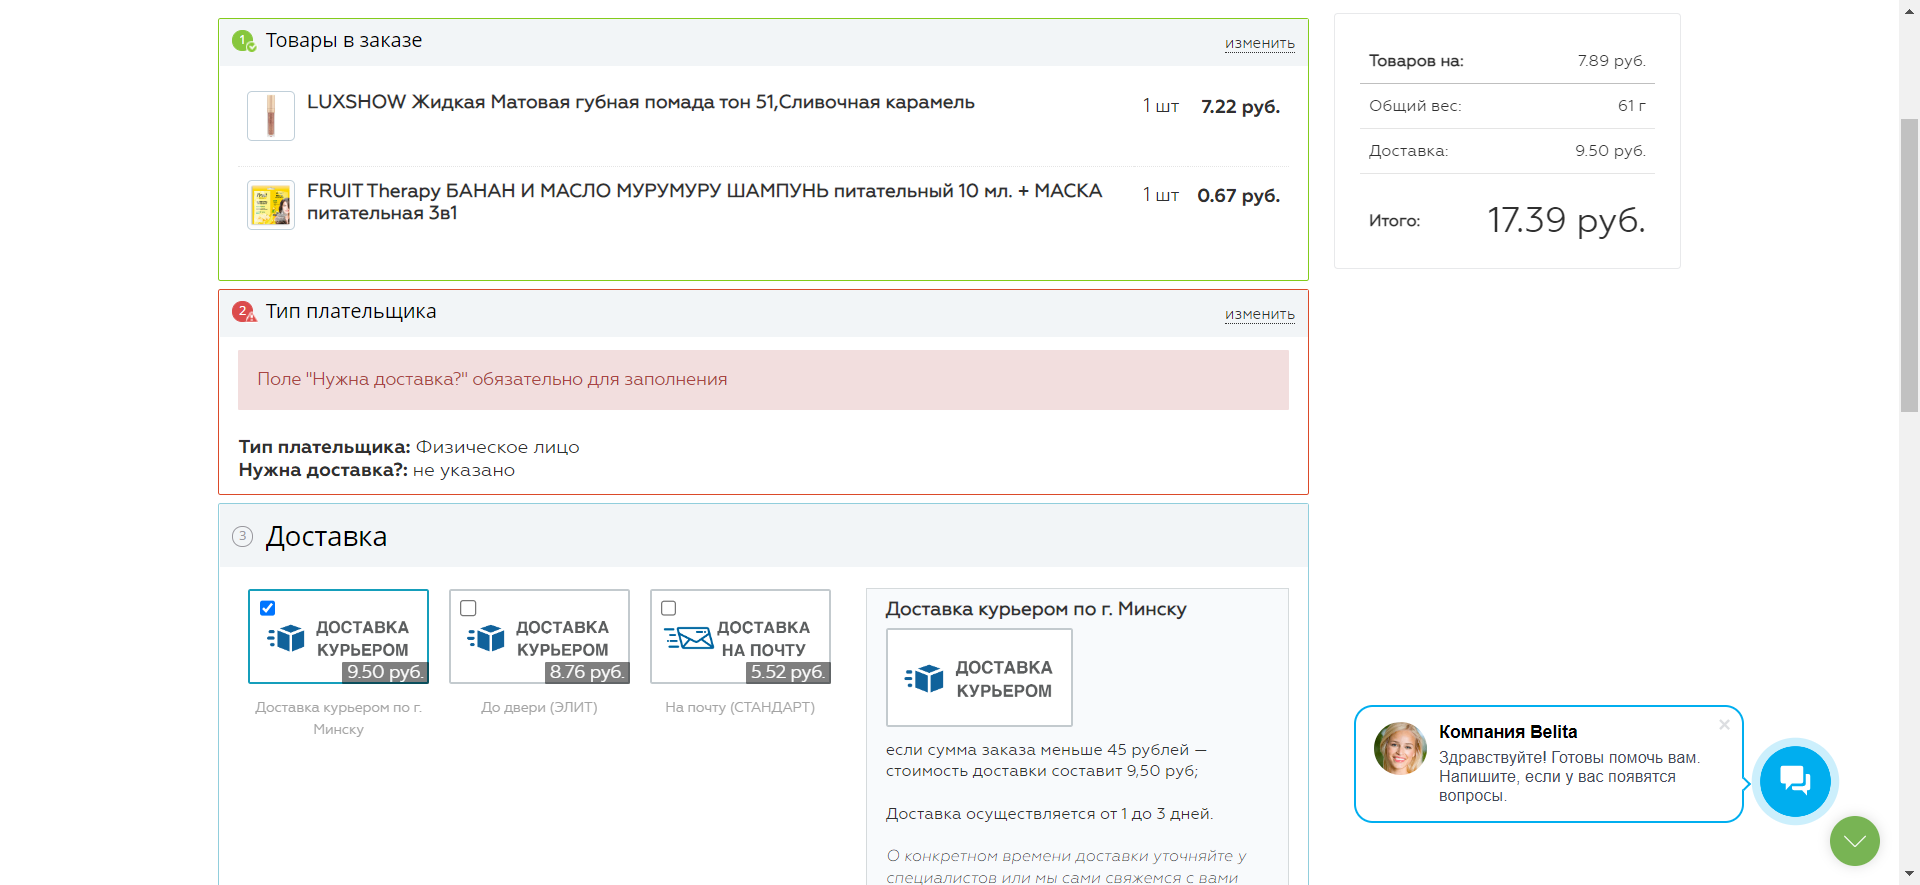 1 Товары в заказе
изменить
LUXSHOW Жидкая Матовая губная помада тон 51,Сливочная карамель
1 шт 7.22 руб.
FRUIT Therapy БАНАН И МАСЛО МУРУМУРУ ШАМПУНЬ питательный 10 мл. + МАСКА
питательная 3в1
1 шт 0.67 руб.
2 Тип плательщика
изменить
Поле "Нужна доставка?" обязательно для заполнения
Тип плательщика: Физическое лицо
Нужна доставка?: не указано
3 Доставка
ДОСТАВКА
КУРЬЕРОМ
9.50 руб.
Доставка курьером по г.
Минску
ДОСТАВКА
КУРЬЕРОМ
8.76 руб.
До двери (ЭЛИТ)
ДОСТАВКА
НА ПОЧТУ
5.52 руб.
На почту (СТАНДАРТ)
Доставка курьером по г. Минску
ДОСТАВКА
КУРЬЕРОМ
если сумма заказа меньше 45 рублей —
стоимость доставки составит 9,50 руб;
Доставка осуществляется от 1 до 3 дней.
О конкретном времени доставки уточняйте у
специалистов или мы сами свяжемся с вами
Товаров на: 7.89 руб.
Общий вес: 61 г
Доставка: 9.50 руб.
Итого: 17.39 руб.
Компания Belita
Здравствуйте! Готовы помочь вам.
Напишите, если у вас появятся
вопросы.